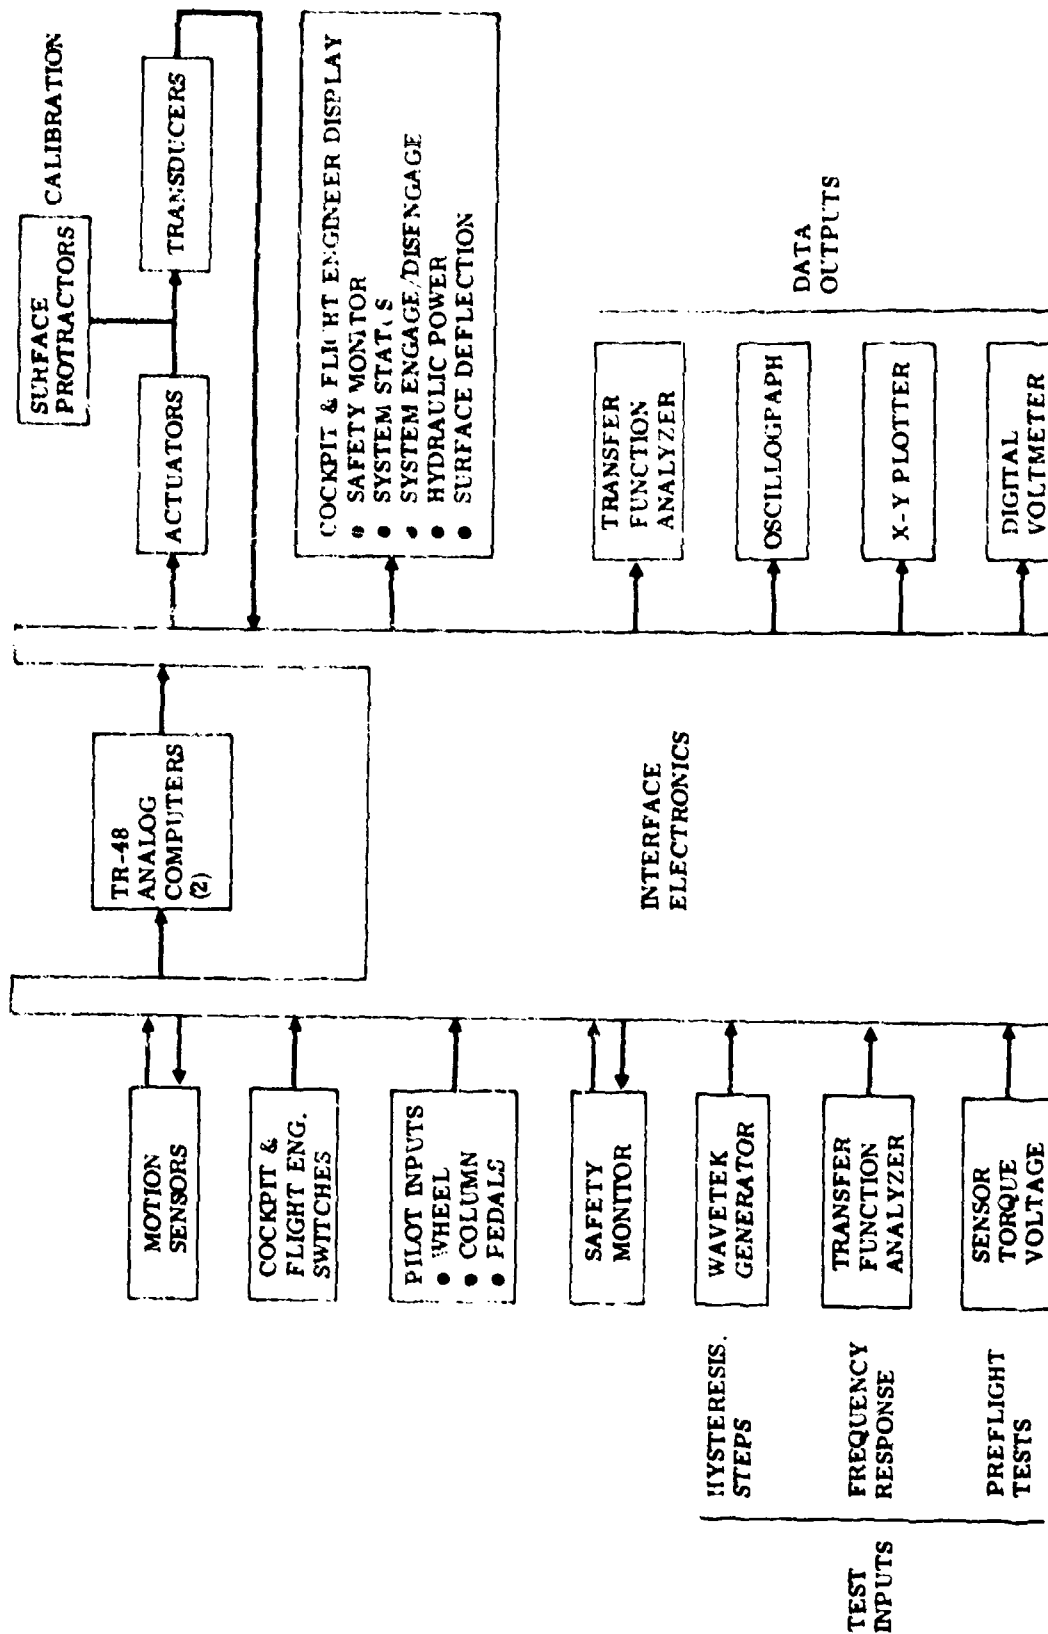 MOTION
SENSORS
COCKPIT &
FLIGHT ENG.
SWITCHES
PILOT INPUTS
● WHEEL
● COLUMN
● PEDALS
SAFETY
MONITOR
TEST
INPUTS
HYSTERESIS.
STEPS
WAVETEK
GENERATOR
FREQUENCY
RESPONSE
TRANSFER
FUNCTION
ANALYZER
PREFLIGHT
TESTS
SENSOR
TORQUE
VOLTAGE
TR-48
ANALOG
COMPUTERS
(2)
INTERFACE
ELECTRONICS
SURFACE
PROTRACTORS
CALIBRATION
ACTUATORS
TRANSDUCERS
COCKPIT & FLIGHT ENGINEER DISPLAY
● SAFETY MONITOR
● SYSTEM STATUS
● SYSTEM ENGAGE/DISENGAGE
● HYDRAULIC POWER
● SURFACE DEFLECTION
TRANSFER
FUNCTION
ANALYZER
OSCILLOGRAPH
X-Y PLOTTER
DIGITAL
VOLTMETER
DATA
OUTPUTS